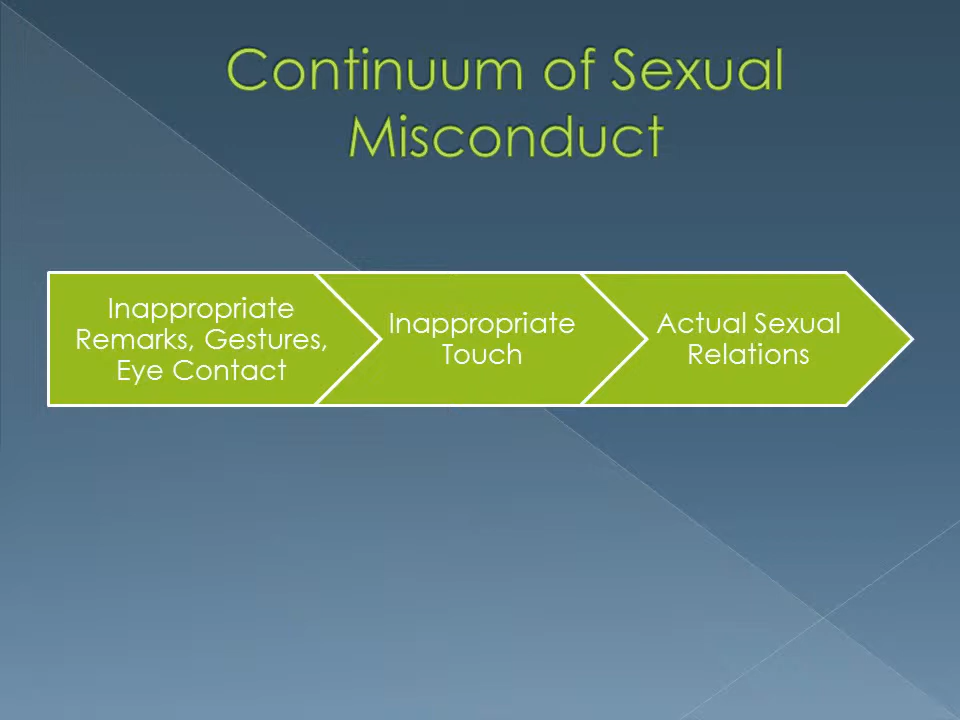 Continuum of Sexual
Misconduct
Inappropriate
Remarks, Gestures,
Eye Contact
Inappropriate
Touch
Actual Sexual
Relations